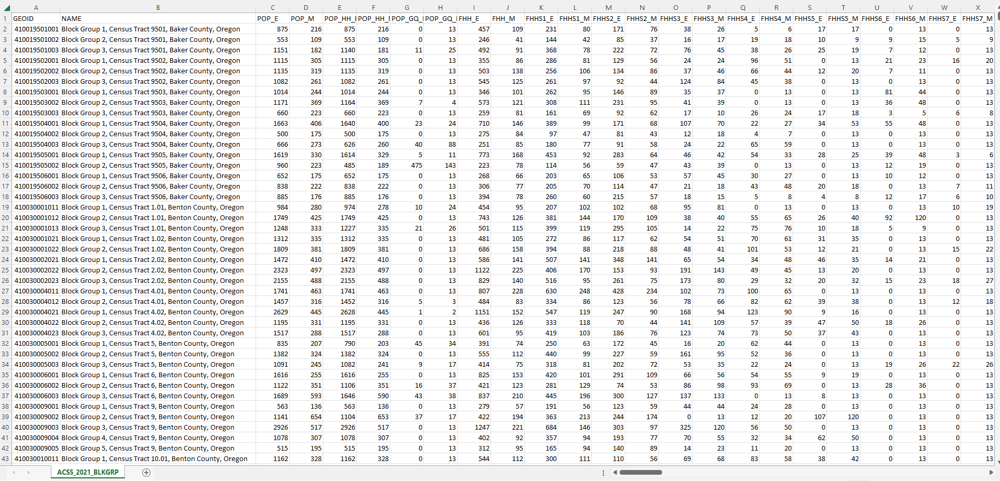 A B C D E F G H I J K L M N O P Q R S T U V W X
1 GEOID NAME POP_E POP_M POP_HH_E POP_HH_ POP_GQ_ POP_GQ_ FHH_E FHH_M FHHS1_E FHHS1_M FHHS2_E FHHS2_M FHHS3_E FHHS3_M FHHS4_E FHHS4_M FHHS5_E FHHS5_M FHHS6_E FHHS6_M FHHS7_E FHHS7_M
2 410019501001 Block Group 1, Census Tract 9501, Baker County, Oregon 875 216 875 216 0 13 457 109 231 80 171 76 38 26 5 6 17 17 0 13 0 13
3 410019501002 Block Group 2, Census Tract 9501, Baker County, Oregon 553 109 553 109 0 13 246 41 144 42 85 37 16 17 19 18 10 9 9 15 5 9
4 410019501003 Block Group 3, Census Tract 9501, Baker County, Oregon 1151 182 1140 181 11 25 492 91 368 78 222 72 76 45 38 26 25 19 7 12 0 13
5 410019502001 Block Group 1, Census Tract 9502, Baker County, Oregon 1115 305 1115 305 0 13 355 86 286 81 129 56 24 24 96 51 0 13 21 23 16 20
6 410019502002 Block Group 2, Census Tract 9502, Baker County, Oregon 1135 319 1135 319 0 13 503 138 256 106 134 86 37 46 66 44 12 20 7 11 0 13
7 410019502003 Block Group 3, Census Tract 9502, Baker County, Oregon 1082 261 1082 261 0 13 545 125 261 97 92 44 124 84 45 38 0 13 0 13 0 13
8 410019503001 Block Group 1, Census Tract 9503, Baker County, Oregon 1014 244 1014 244 0 13 346 101 262 95 146 89 35 37 0 13 0 13 81 44 0 13
9 410019503002 Block Group 2, Census Tract 9503, Baker County, Oregon 1171 369 1164 369 7 4 573 121 308 111 231 95 41 39 0 13 0 13 36 48 0 13
10 410019503003 Block Group 3, Census Tract 9503, Baker County, Oregon 660 223 660 223 0 13 259 81 161 69 92 62 17 10 26 24 17 18 3 5 6 8
11 410019504001 Block Group 1, Census Tract 9504, Baker County, Oregon 1663 406 1640 400 23 24 710 146 389 99 171 68 107 70 22 27 34 53 55 48 0 13
12 410019504002 Block Group 2, Census Tract 9504, Baker County, Oregon 500 175 500 175 0 13 275 84 97 47 81 43 12 18 4 7 0 13 0 13 0 13
13 410019504003 Block Group 3, Census Tract 9504, Baker County, Oregon 666 273 626 260 40 88 251 85 180 77 91 58 24 22 65 59 0 13 0 13 0 13
14 410019505001 Block Group 1, Census Tract 9505, Baker County, Oregon 1619 330 1614 329 5 11 773 168 453 92 283 64 46 42 54 33 28 25 39 48 3 6
15 410019505002 Block Group 2, Census Tract 9505, Baker County, Oregon 960 223 485 189 475 143 223 78 114 56 59 47 43 39 0 13 0 13 12 19 0 13
16 410019506001 Block Group 1, Census Tract 9506, Baker County, Oregon 652 175 652 175 0 13 268 66 203 65 106 53 57 45 30 27 0 13 10 12 0 13
17 410019506002 Block Group 2, Census Tract 9506, Baker County, Oregon 838 222 838 222 0 13 306 77 205 70 114 47 21 18 43 48 20 18 0 13 7 11
18 410019506003 Block Group 3, Census Tract 9506, Baker County, Oregon 885 176 885 176 0 13 394 78 260 60 215 57 18 15 5 8 4 8 12 17 6 10
19 410030001011 Block Group 1, Census Tract 1.01, Benton County, Oregon 984 280 974 278 10 24 454 95 207 102 102 68 95 81 0 13 0 13 0 13 10 19
20 410030001012 Block Group 2, Census Tract 1.01, Benton County, Oregon 1749 425 1749 425 0 13 743 126 381 144 170 109 38 40 55 65 26 40 92 120 0 13
21 410030001013 Block Group 3, Census Tract 1.01, Benton County, Oregon 1248 333 1227 335 21 26 501 115 399 119 295 105 14 22 75 76 10 18 5 9 0 13
22 410030001021 Block Group 1, Census Tract 1.02, Benton County, Oregon 1312 335 1312 335 0 13 481 105 272 86 117 62 54 51 70 61 31 35 0 13 0 13
23 410030001022 Block Group 2, Census Tract 1.02, Benton County, Oregon 1809 381 1809 381 0 13 686 158 394 88 218 88 48 41 101 53 12 21 0 13 15 22
24 410030002021 Block Group 1, Census Tract 2.02, Benton County, Oregon 1472 410 1472 410 0 13 586 141 507 141 348 141 65 54 34 48 46 35 14 21 0 13
25 410030002022 Block Group 2, Census Tract 2.02, Benton County, Oregon 2323 497 2323 497 0 13 1122 225 406 170 153 93 191 143 49 45 13 20 0 13 0 13
26 410030002023 Block Group 3, Census Tract 2.02, Benton County, Oregon 2155 488 2155 488 0 13 829 140 516 95 261 75 173 80 29 32 20 32 15 23 18 27
27 410030004011 Block Group 1, Census Tract 4.01, Benton County, Oregon 1741 463 1741 463 0 13 807 228 630 248 428 234 102 73 100 65 0 13 0 13 0 13
28 410030004012 Block Group 2, Census Tract 4.01, Benton County, Oregon 1457 316 1452 316 5 3 484 83 334 86 123 56 78 66 82 62 39 38 0 13 12 18
29 410030004021 Block Group 1, Census Tract 4.02, Benton County, Oregon 2629 445 2628 445 1 2 1151 152 547 119 247 90 168 94 123 90 9 16 0 13 0 13
30 410030004022 Block Group 2, Census Tract 4.02, Benton County, Oregon 1195 331 1195 331 0 13 436 126 333 118 70 44 141 109 57 39 47 50 18 26 0 13
31 410030004023 Block Group 3, Census Tract 4.02, Benton County, Oregon 1517 288 1517 288 0 13 601 95 419 103 186 76 123 74 73 50 37 43 0 13 0 13
32 410030005001 Block Group 1, Census Tract 5, Benton County, Oregon 835 207 790 203 45 34 391 74 250 63 172 45 16 20 62 44 0 13 0 13 0 13
33 410030005002 Block Group 2, Census Tract 5, Benton County, Oregon 1382 324 1382 324 0 13 555 112 440 99 227 59 161 95 52 36 0 13 0 13 0 13
34 410030005003 Block Group 3, Census Tract 5, Benton County, Oregon 1091 245 1082 241 9 17 414 75 318 81 202 72 53 35 22 24 0 13 19 26 22 26
35 410030006001 Block Group 1, Census Tract 6, Benton County, Oregon 1616 255 1616 255 0 13 825 153 420 101 291 109 66 56 54 55 9 19 0 13 0 13
36 410030006002 Block Group 2, Census Tract 6, Benton County, Oregon 1122 351 1106 351 16 37 421 123 281 129 74 53 86 98 93 69 0 13 28 36 0 13
37 410030006003 Block Group 3, Census Tract 6, Benton County, Oregon 1689 593 1646 590 43 38 837 210 445 196 300 127 137 133 0 13 8 13 0 13 0 13
38 410030009001 Block Group 1, Census Tract 9, Benton County, Oregon 563 136 563 136 0 13 279 57 191 56 123 59 44 44 24 28 0 13 0 13 0 13
39 410030009002 Block Group 2, Census Tract 9, Benton County, Oregon 1141 654 1104 653 37 17 422 194 363 213 244 174 0 13 12 20 107 120 0 13 0 13
40 410030009003 Block Group 3, Census Tract 9, Benton County, Oregon 2926 517 2926 517 0 13 1247 221 684 146 303 97 325 120 56 50 0 13 0 13 0 13
41 410030009004 Block Group 4, Census Tract 9, Benton County, Oregon 1078 307 1078 307 0 13 402 92 357 94 193 77 70 55 32 34 62 50 0 13 0 13
42 410030009005 Block Group 5, Census Tract 9, Benton County, Oregon 515 195 515 195 0 13 312 95 165 94 140 89 14 23 11 20 0 13 0 13 0 13
43 410030010011 Block Group 1, Census Tract 10.01, Benton County, Oregon 1162 328 1162 328 0 13 544 112 300 111 110 56 69 68 83 58 38 42 0 13 0 13
ACS5_2021_BLKGRP